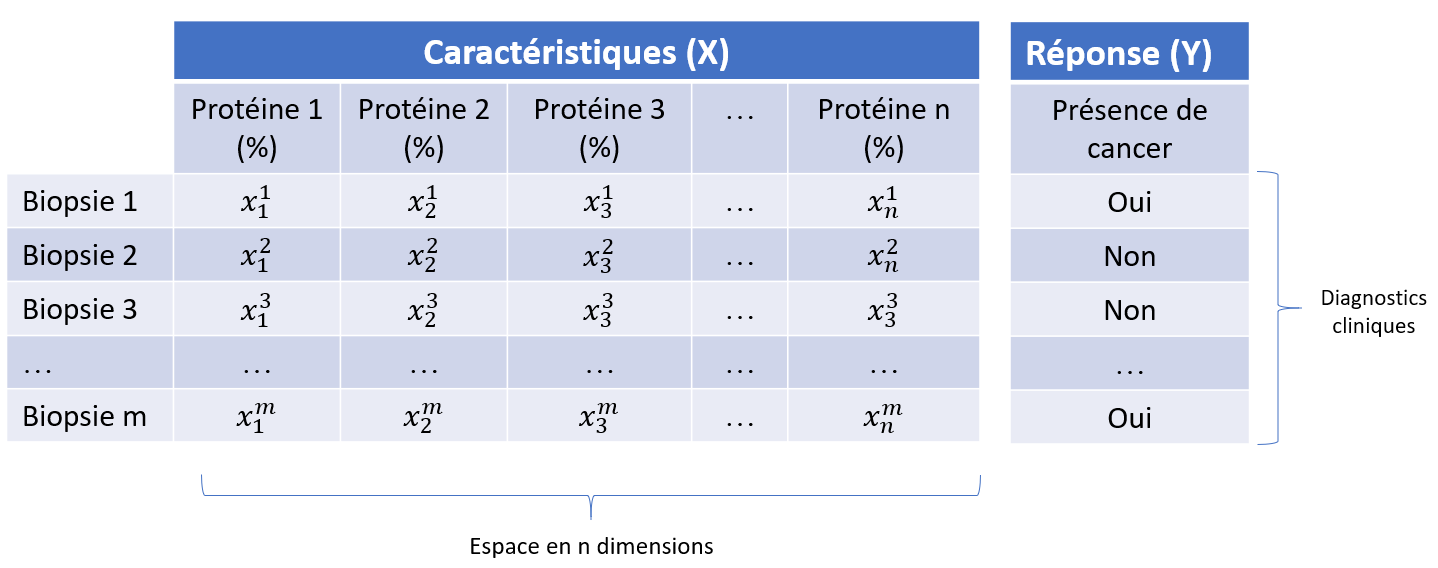 Caractéristiques (X) Réponse (Y)
Protéine 1 (%) Protéine 2 (%) Protéine 3 (%) … Protéine n (%) Présence de cancer
Biopsie 1 x_1^1 x_2^1 x_3^1 … x_n^1 Oui
Biopsie 2 x_1^2 x_2^2 x_3^2 … x_n^2 Non
Biopsie 3 x_1^3 x_2^3 x_3^3 … x_3^3 Non
… … … … … … …
Biopsie m x_1^m x_2^m x_3^m … x_n^m Oui
Diagnostics
cliniques
Espace en n dimensions